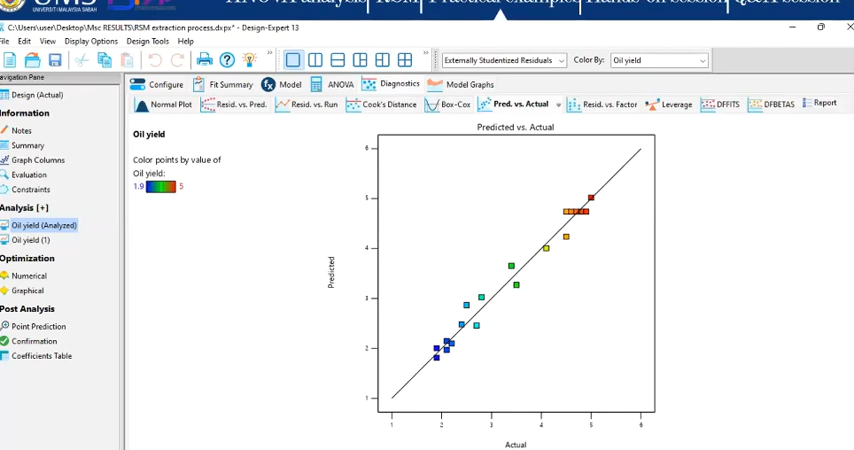 UMS
UNIVERSITI MALAYSIA SABAH
ANOVA analysis| RSM| Practical examples| Hands-on session| Q&A session
C:\Users\user\Desktop\Msc RESULTS\RSM extraction process.dxpx* - Design-Expert 13
File Edit View Display Options Design Tools Help
Externally Studentized Residuals Color By: Oil yield
Navigation Pane
Design (Actual)
Information
Notes
Summary
Graph Columns
Evaluation
Constraints
Analysis [+]
Oil yield (Analyzed)
Oil yield (1)
Optimization
Numerical
Graphical
Post Analysis
Point Prediction
Confirmation
Coefficients Table
Configure Fit Summary Model ANOVA Diagnostics Model Graphs
Normal Plot Resid. vs. Pred. Resid. vs. Run Cook's Distance Box-Cox Pred. vs. Actual Resid. vs. Factor Leverage DFFITS DFBETAS Report
Oil yield
Color points by value of
Oil yield:
1.9 5
Predicted vs. Actual
Predicted
6
5
4
3
2
1
1 2 3 4 5 6
Actual